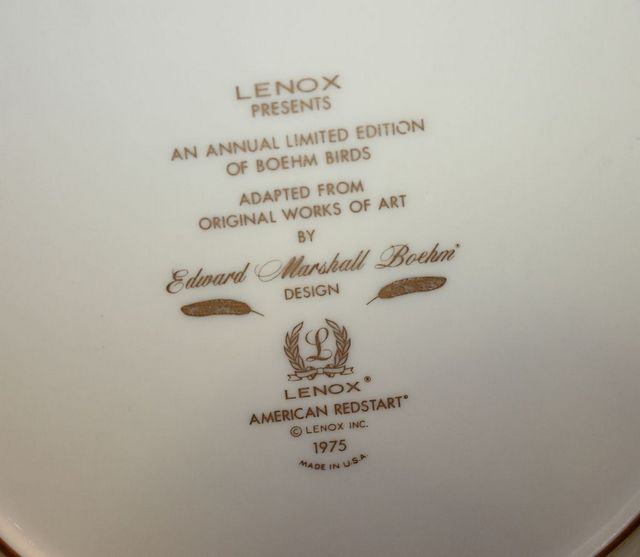 LENOX
PRESENTS
AN ANNUAL LIMITED EDITION
OF BOEHM BIRDS
ADAPTED FROM
ORIGINAL WORKS OF ART
BY
Edward Marshall Boehm®
DESIGN
L
LENOX®
AMERICAN REDSTART®
© LENOX INC.
1975
MADE IN U.S.A.